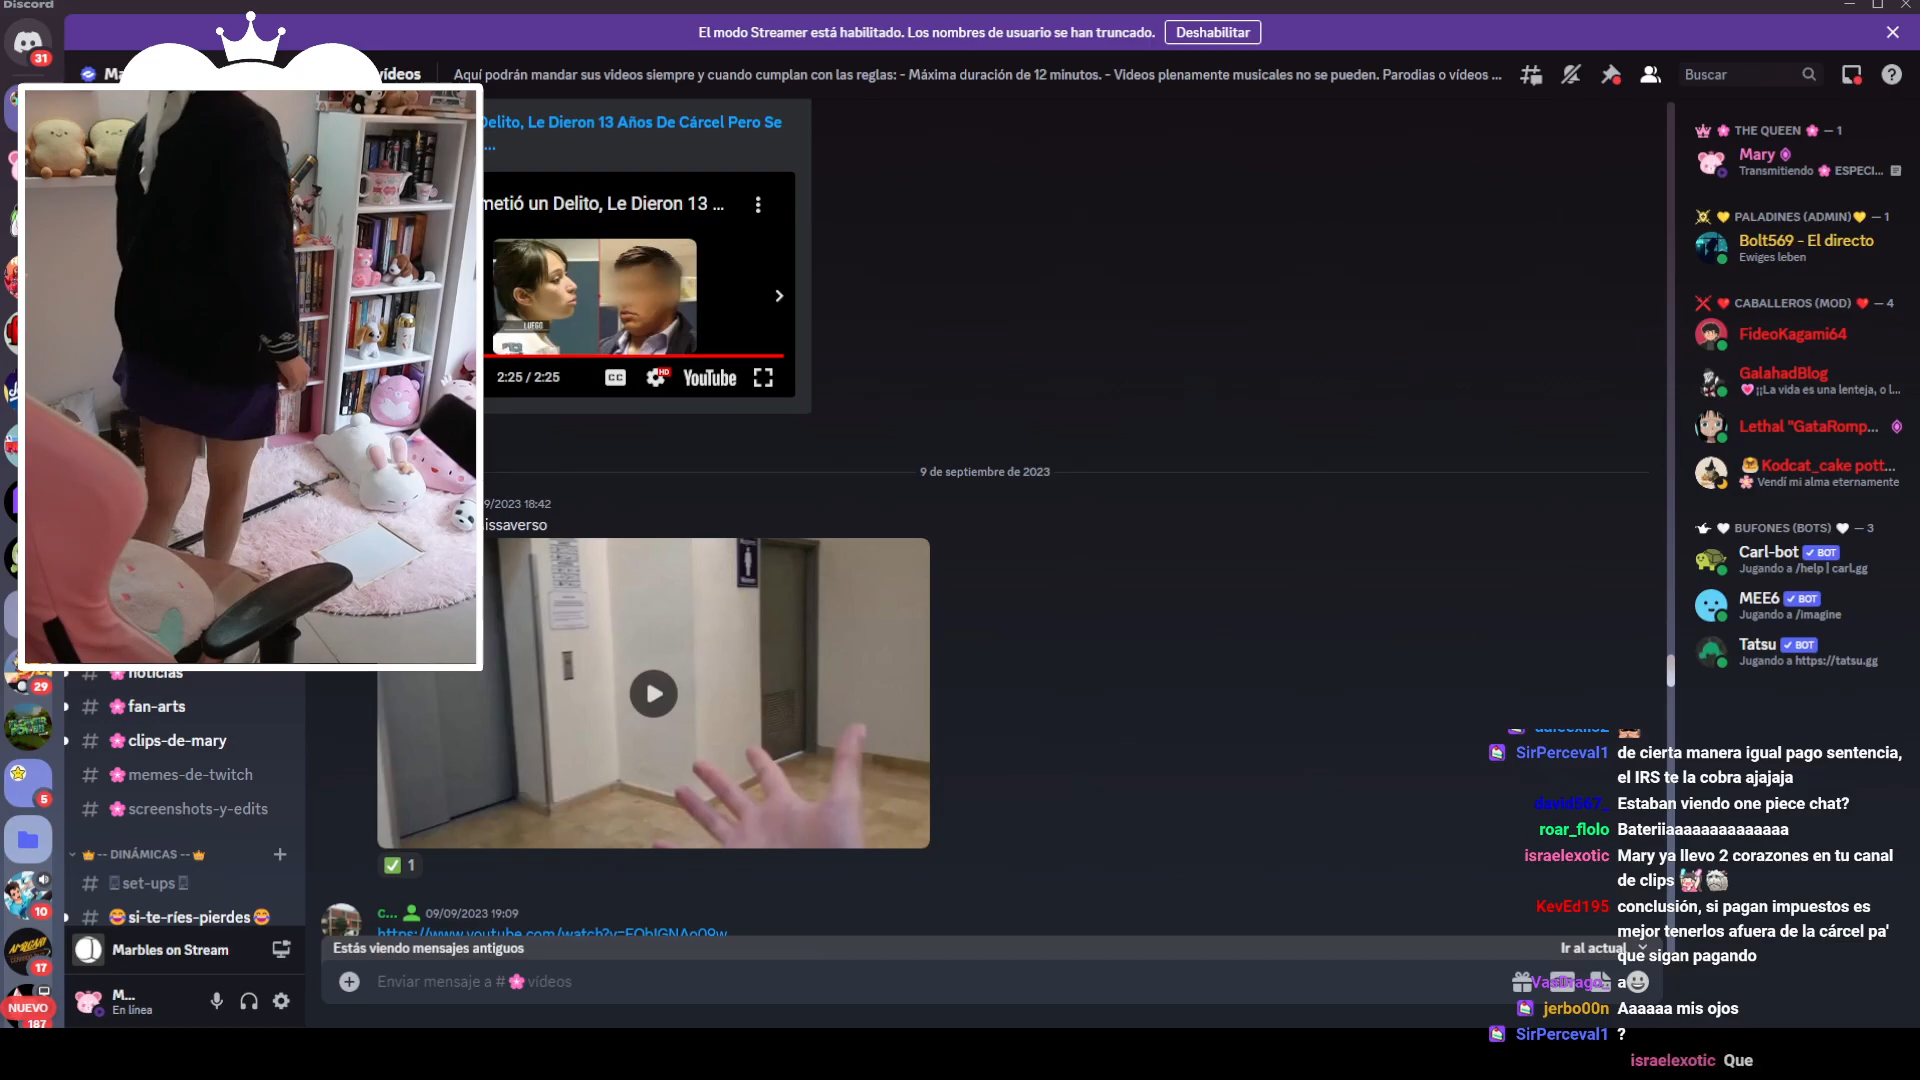 Discord
El modo Streamer está habilitado. Los nombres de usuario se han truncado.
Deshabilitar
31
vídeos
Aquí podrán mandar sus videos siempre y cuando cumplan con las reglas: - Máxima duración de 12 minutos. - Videos plenamente musicales no se pueden. Parodias o vídeos ...
Buscar
Delito, Le Dieron 13 Años De Cárcel Pero Se
...
metió un Delito, Le Dieron 13 ...
LUEGO
2:25 / 2:25
CC
HD
YouTube
9 de septiembre de 2023
9/2023 18:42
issaverso
1
C...
09/09/2023 19:09
Estás viendo mensajes antiguos
Ir al actual
Enviar mensaje a #🌸vídeos
noticias
fan-arts
clips-de-mary
memes-de-twitch
screenshots-y-edits
-- DINÁMICAS --
set-ups
si-te-ríes-pierdes
Marbles on Stream
M...
En línea
29
5
10
17
NUEVO
187
THE QUEEN — 1
Mary
Transmitiendo 🌸 ESPECI...
PALADINES (ADMIN) — 1
Bolt569 - El directo
Ewiges leben
CABALLEROS (MOD) — 4
FideoKagami64
GalahadBlog
¡¡La vida es una lenteja, o l...
Lethal "GataRomp...
Kodcat_cake pott...
Vendí mi alma eternamente
BUFONES (BOTS) — 3
Carl-bot ✓ BOT
Jugando a /help | carl.gg
MEE6 ✓ BOT
Jugando a /imagine
Tatsu ✓ BOT
Jugando a https://tatsu.gg
SirPerceval1 de cierta manera igual pago sentencia,
el IRS te la cobra ajajaja
david567_ Estaban viendo one piece chat?
roar_flolo Bateriiaaaaaaaaaaaaa
israelexotic Mary ya llevo 2 corazones en tu canal
de clips
KevEd195 conclusión, si pagan impuestos es
mejor tenerlos afuera de la cárcel pa'
que sigan pagando
a
jerbo00n Aaaaaa mis ojos
SirPerceval1 ?
israelexotic Que